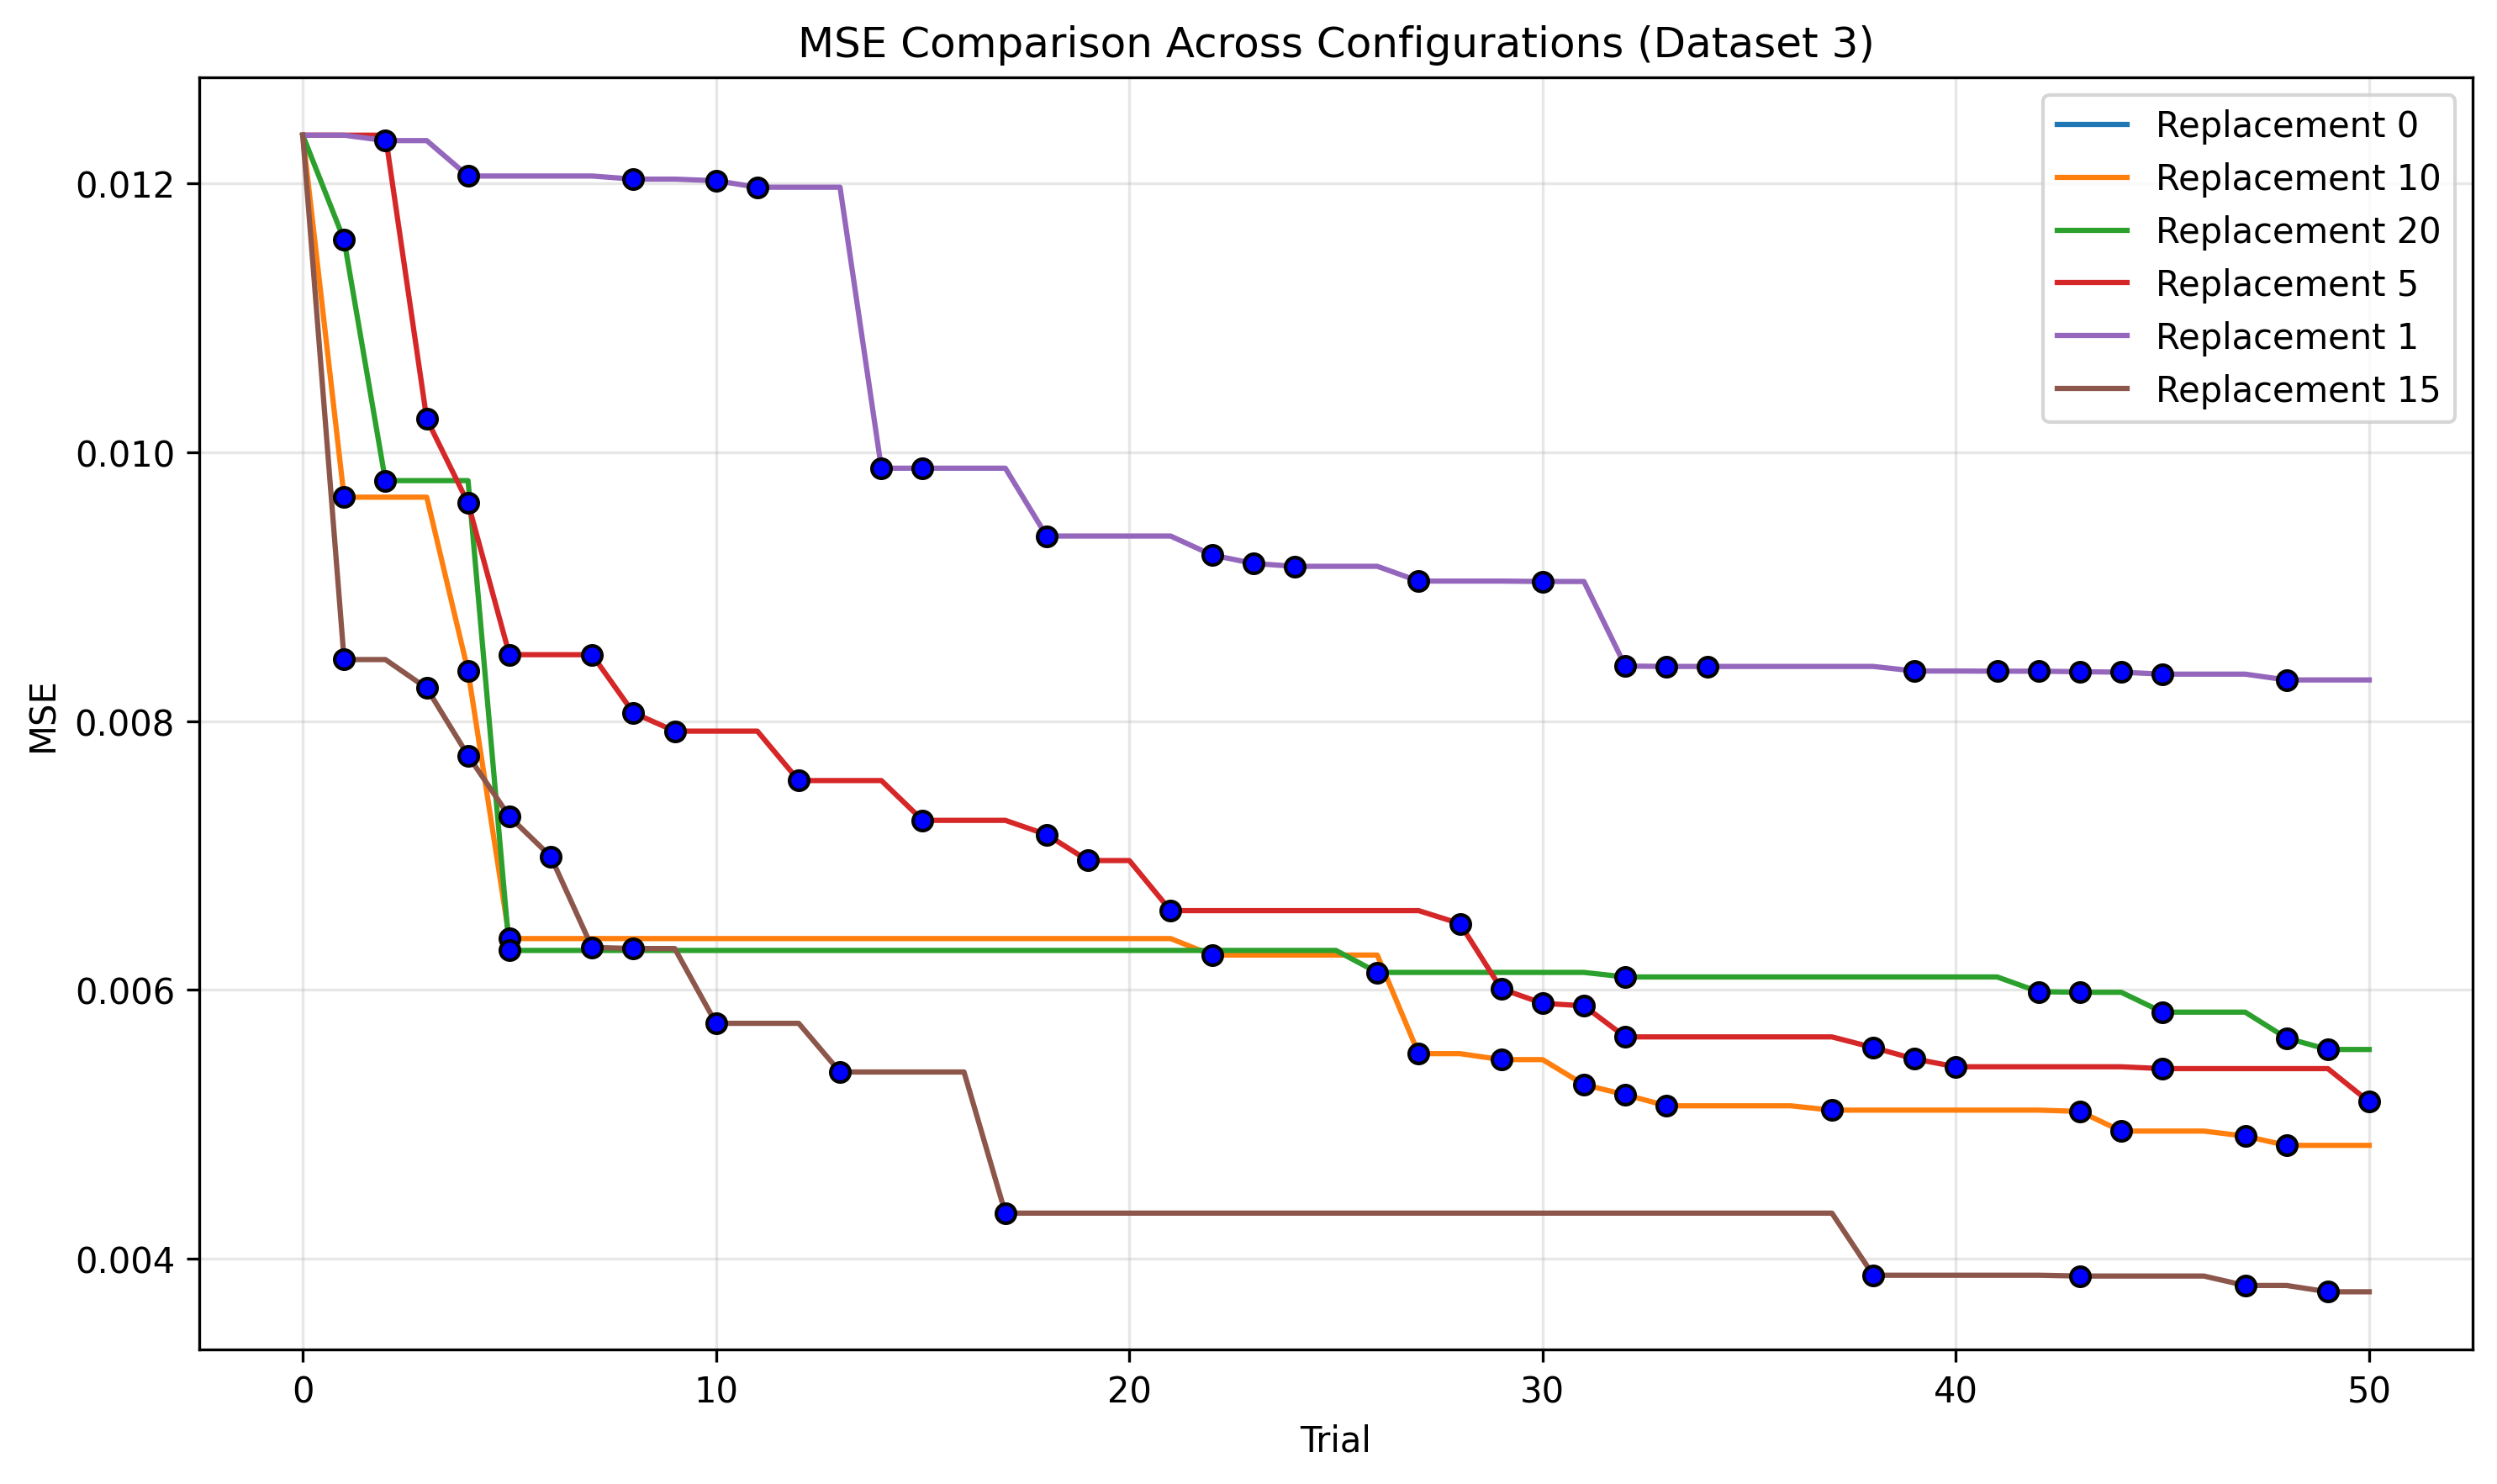 MSE Comparison Across Configurations (Dataset 3)
Replacement 0
Replacement 10
Replacement 20
Replacement 5
Replacement 1
Replacement 15
MSE
0.012
0.010
0.008
0.006
0.004
0 10 20 30 40 50
Trial